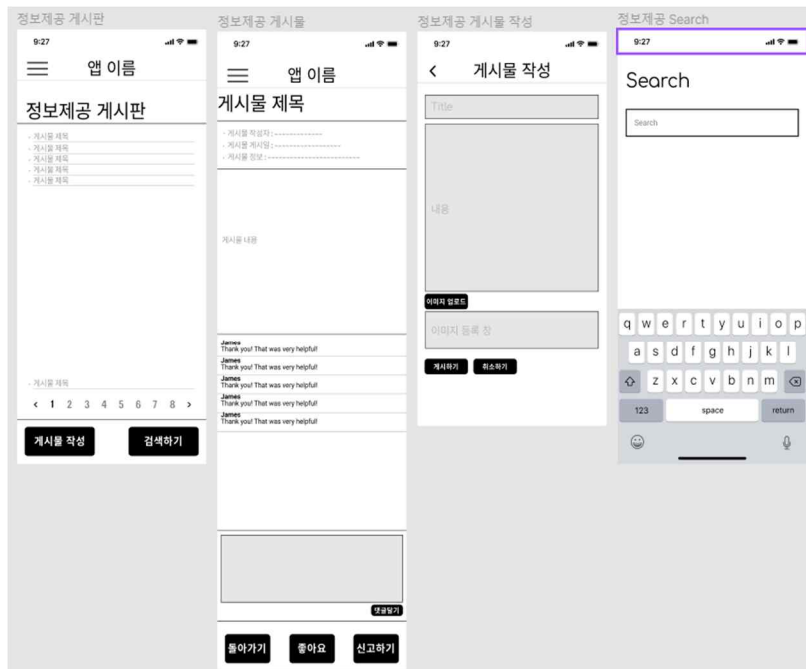 정보제공 게시판
9:27
앱 이름
정보제공 게시판
- 게시물 제목
- 게시물 제목
- 게시물 제목
- 게시물 제목
- 게시물 제목
- 게시물 제목
< 1 2 3 4 5 6 7 8 >
게시물 작성
검색하기
정보제공 게시물
9:27
앱 이름
게시물 제목
- 게시물 작성자 : -------------
- 게시물 게시일 : ------------------
- 게시물 정보 : -------------------------
게시물 내용
James
Thank you! That was very helpful!
James
Thank you! That was very helpful!
James
Thank you! That was very helpful!
James
Thank you! That was very helpful!
James
Thank you! That was very helpful!
댓글달기
돌아가기
좋아요
신고하기
정보제공 게시물 작성
9:27
< 게시물 작성
Title
내용
이미지 업로드
이미지 등록 창
게시하기
취소하기
정보제공 Search
9:27
Search
Search
q w e r t y u i o p
a s d f g h j k l
z x c v b n m
123 space return